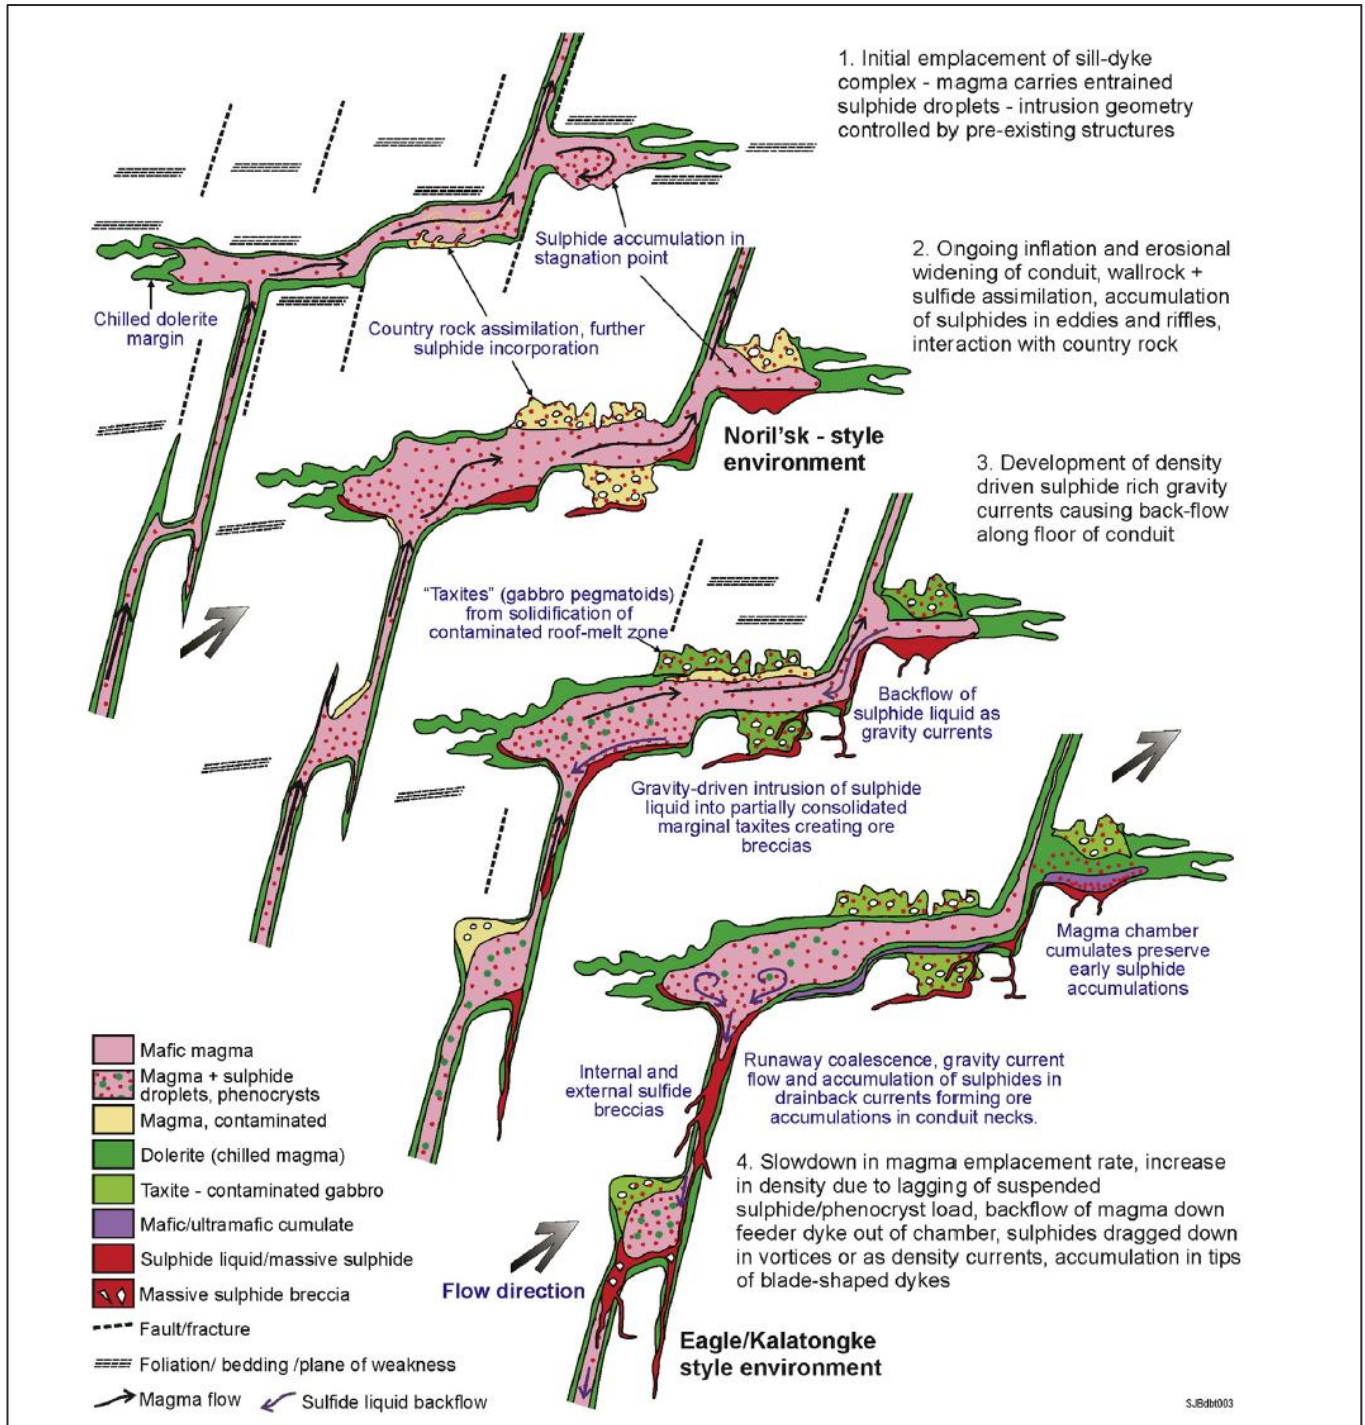 1. Initial emplacement of sill-dyke
complex - magma carries entrained
sulphide droplets - intrusion geometry
controlled by pre-existing structures
Sulphide accumulation in
stagnation point
Chilled dolerite
margin
Country rock assimilation, further
sulphide incorporation
2. Ongoing inflation and erosional
widening of conduit, wallrock +
sulfide assimilation, accumulation
of sulphides in eddies and riffles,
interaction with country rock
Noril'sk - style
environment
3. Development of density
driven sulphide rich gravity
currents causing back-flow
along floor of conduit
"Taxites" (gabbro pegmatoids)
from solidification of
contaminated roof-melt zone
Backflow of
sulphide liquid as
gravity currents
Gravity-driven intrusion of sulphide
liquid into partially consolidated
marginal taxites creating ore
breccias
Magma chamber
cumulates preserve
early sulphide
accumulations
Internal and
external sulfide
breccias
Runaway coalescence, gravity current
flow and accumulation of sulphides in
drainback currents forming ore
accumulations in conduit necks.
4. Slowdown in magma emplacement rate, increase
in density due to lagging of suspended
sulphide/phenocryst load, backflow of magma down
feeder dyke out of chamber, sulphides dragged down
in vortices or as density currents, accumulation in tips
of blade-shaped dykes
Flow direction
Eagle/Kalatongke
style environment
Mafic magma
Magma + sulphide
droplets, phenocrysts
Magma, contaminated
Dolerite (chilled magma)
Taxite - contaminated gabbro
Mafic/ultramafic cumulate
Sulphide liquid/massive sulphide
Massive sulphide breccia
Fault/fracture
Foliation/ bedding /plane of weakness
Magma flow
Sulfide liquid backflow
SJBdbt003